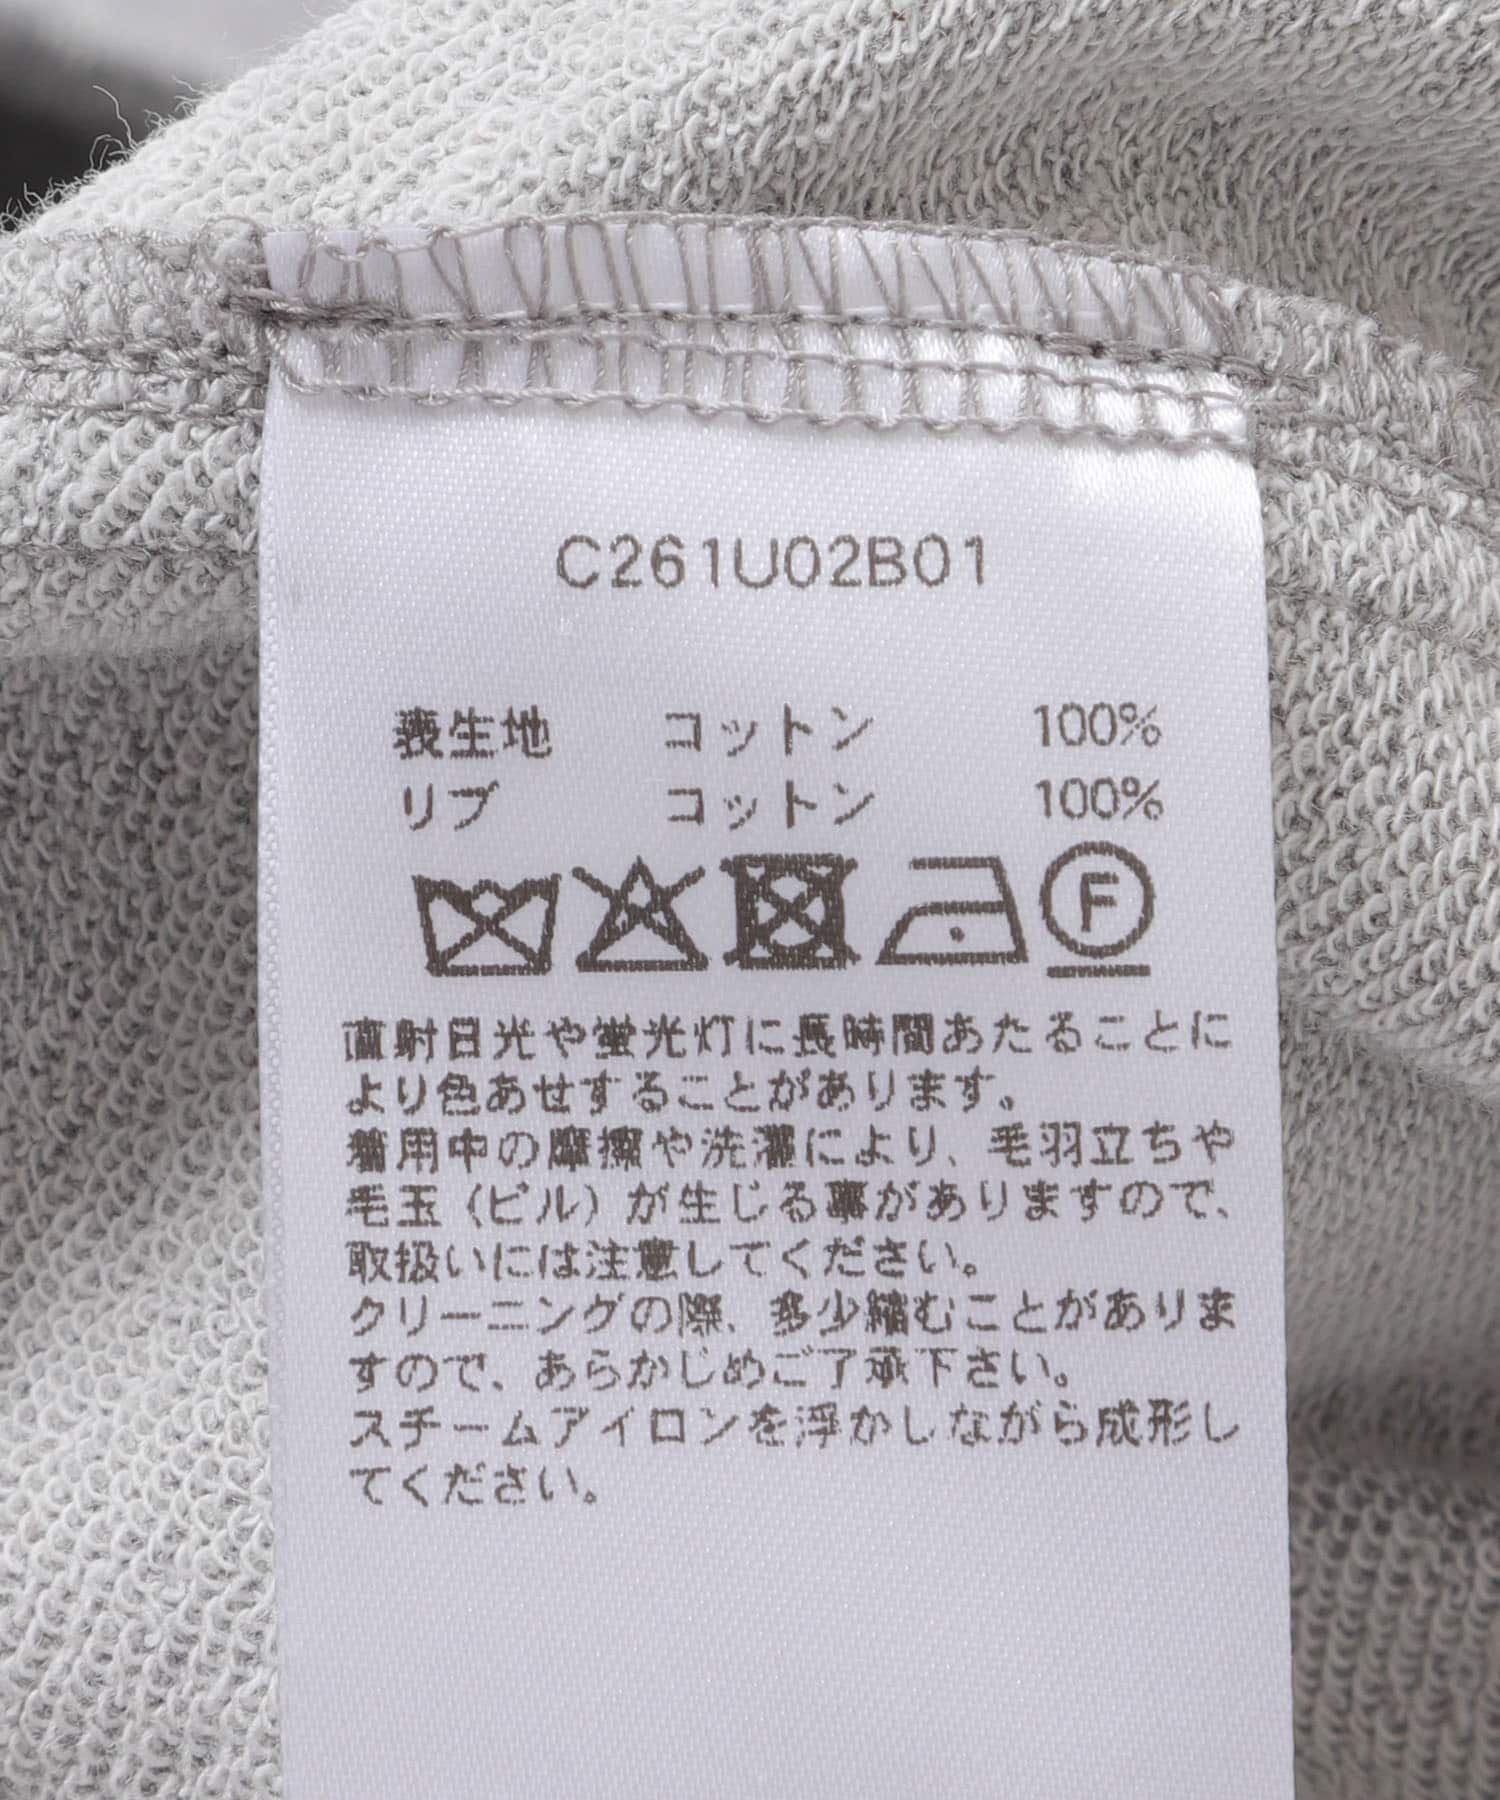 C261U02B01
表生地 コットン 100%
リブ コットン 100%
F
直射日光や蛍光灯に長時間あたることに
より色あせすることがあります。
着用中の摩擦や洗濯により、毛羽立ちや
毛玉（ピル）が生じる事がありますので、
取扱いには注意してください。
クリーニングの際、多少縮むことがありま
すので、あらかじめご了承下さい。
スチームアイロンを浮かしながら成形し
てください。